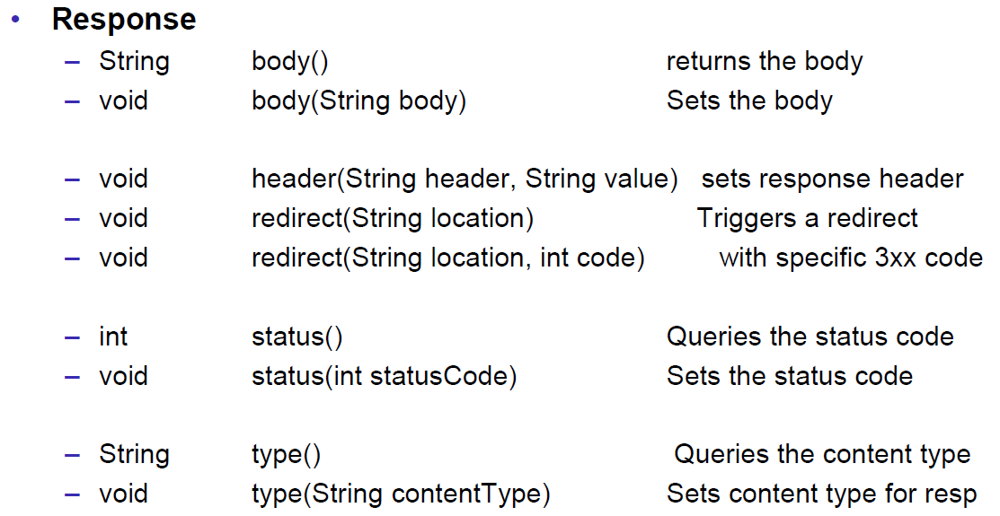 • Response
– String body() returns the body
– void body(String body) Sets the body
– void header(String header, String value) sets response header
– void redirect(String location) Triggers a redirect
– void redirect(String location, int code) with specific 3xx code
– int status() Queries the status code
– void status(int statusCode) Sets the status code
– String type() Queries the content type
– void type(String contentType) Sets content type for resp